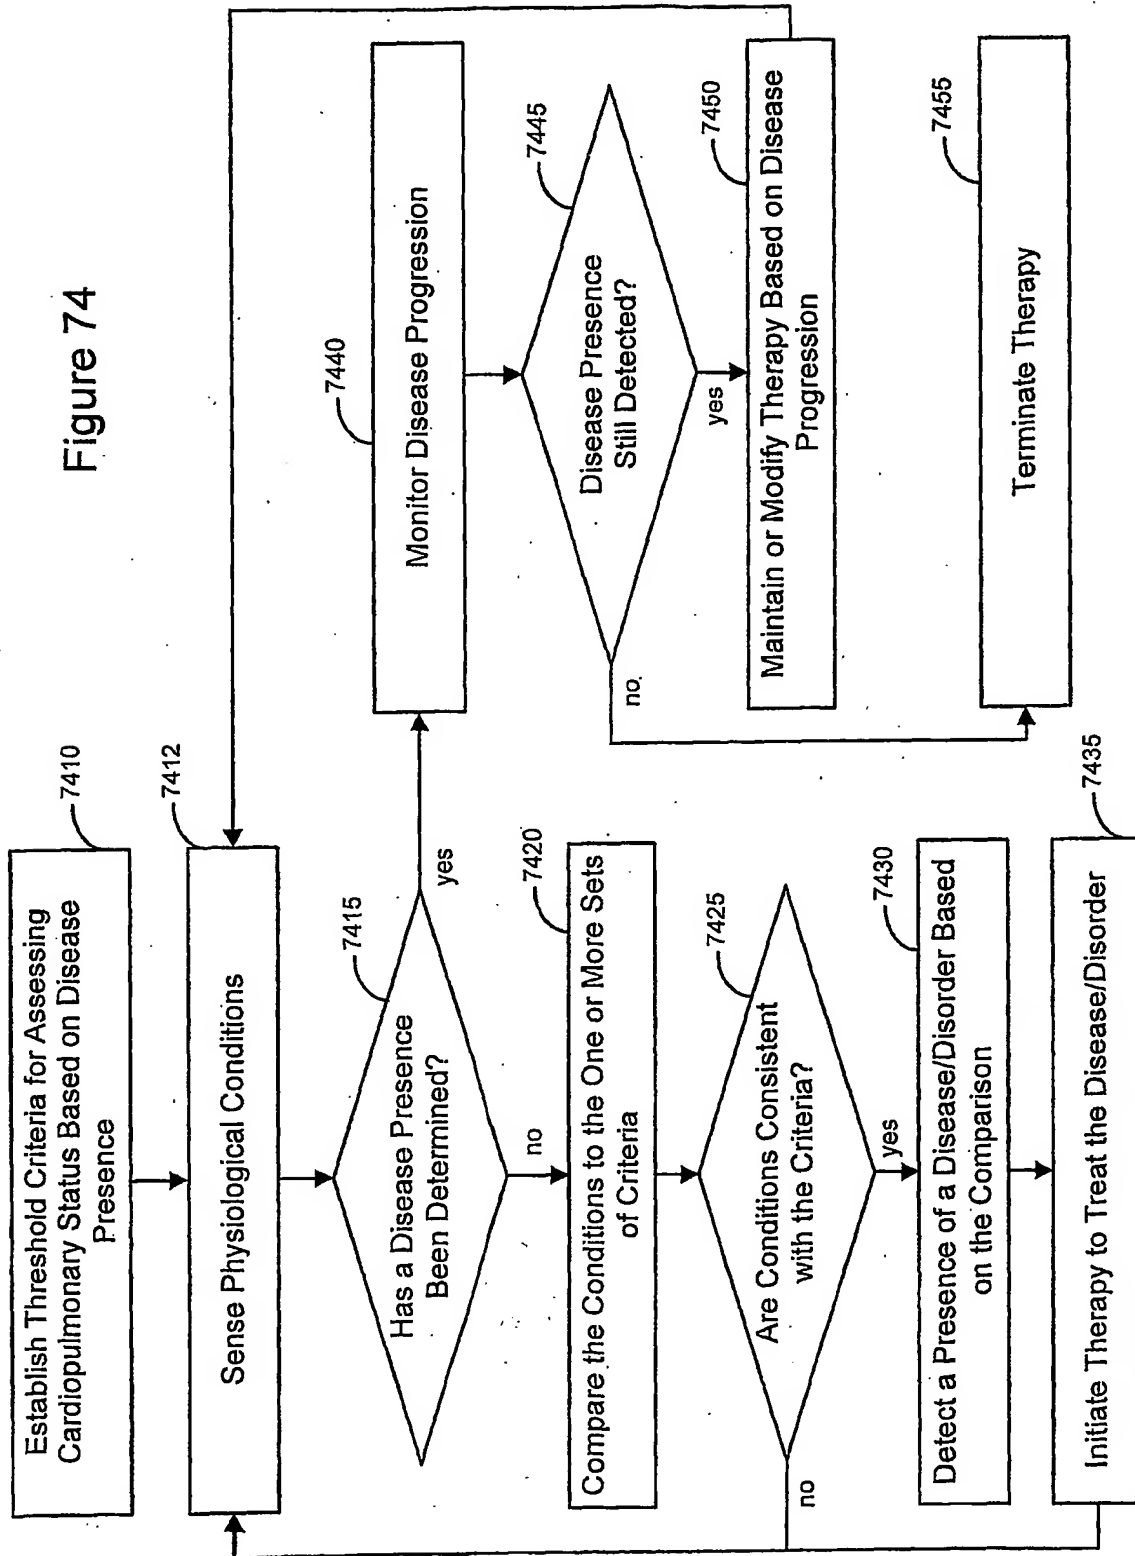 Figure 74
Establish Threshold Criteria for Assessing
Cardiopulmonary Status Based on Disease
Presence
7410
7412
Sense Physiological Conditions
7415
Has a Disease Presence
Been Determined?
yes
no
7420
Compare the Conditions to the One or More Sets
of Criteria
7425
Are Conditions Consistent
with the Criteria?
no
yes
7430
Detect a Presence of a Disease/Disorder Based
on the Comparison
7435
Initiate Therapy to Treat the Disease/Disorder
7440
Monitor Disease Progression
7445
Disease Presence
Still Detected?
no
yes
7450
Maintain or Modify Therapy Based on Disease
Progression
7455
Terminate Therapy